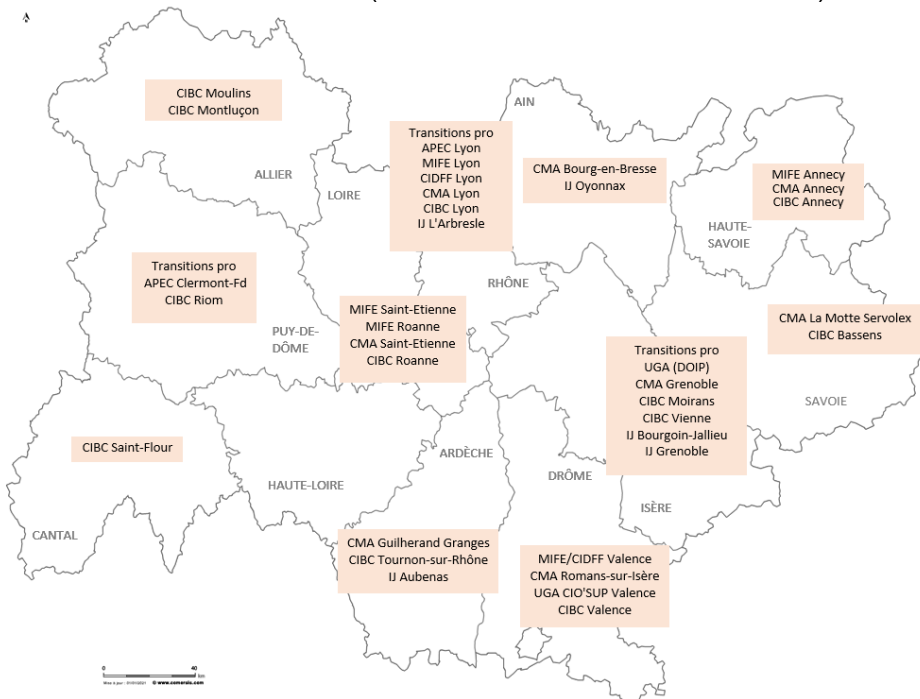 CIBC Moulins
CIBC Montluçon
ALLIER
AIN
Transitions pro
APEC Lyon
MIFE Lyon
CIDFF Lyon
CMA Lyon
CIBC Lyon
IJ L'Arbresle
CMA Bourg-en-Bresse
IJ Oyonnax
MIFE Annecy
CMA Annecy
CIBC Annecy
LOIRE
HAUTE-
SAVOIE
Transitions pro
APEC Clermont-Fd
CIBC Riom
RHÔNE
PUY-DE-
DÔME
MIFE Saint-Etienne
MIFE Roanne
CMA Saint-Etienne
CIBC Roanne
CMA La Motte Servolex
CIBC Bassens
Transitions pro
UGA (DOIP)
CMA Grenoble
CIBC Moirans
CIBC Vienne
IJ Bourgoin-Jallieu
IJ Grenoble
SAVOIE
CIBC Saint-Flour
ARDÈCHE
HAUTE-LOIRE
DRÔME
ISÈRE
CANTAL
CMA Guilherand Granges
CIBC Tournon-sur-Rhône
IJ Aubenas
MIFE/CIDFF Valence
CMA Romans-sur-Isère
UGA CIO'SUP Valence
CIBC Valence
0 40
km
© www.comersis.com